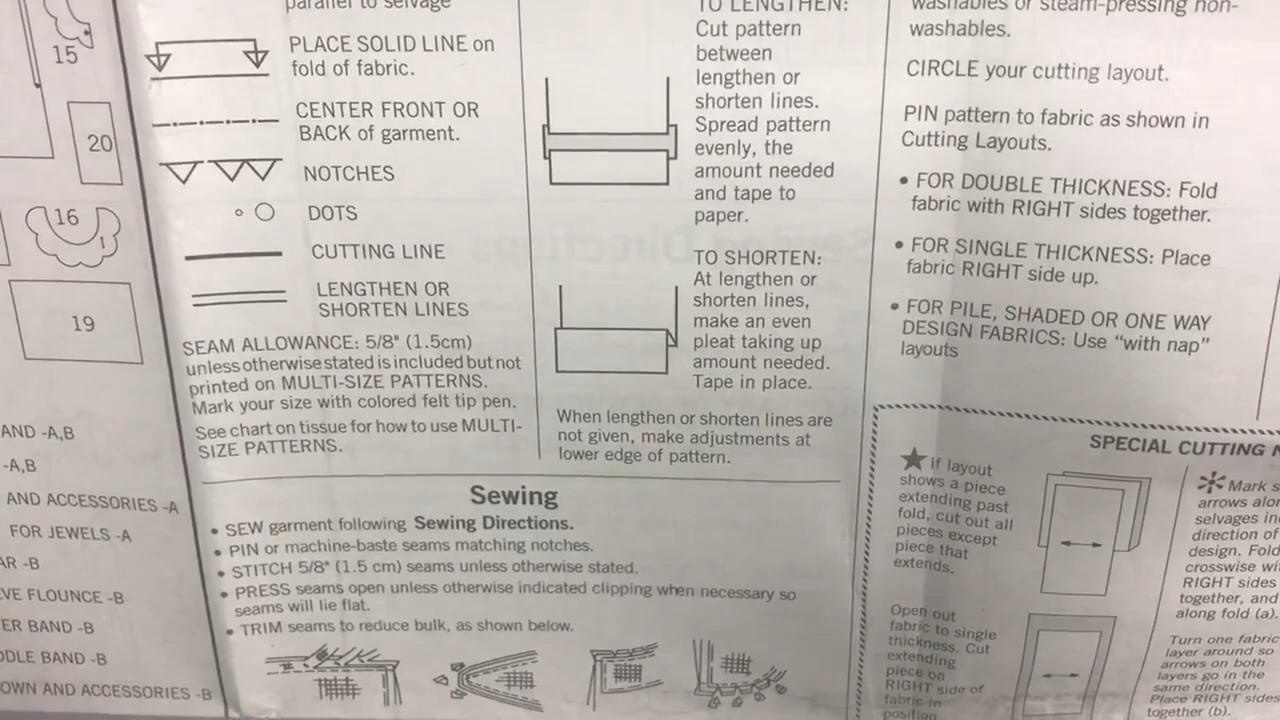 15
20
16
1
19
AND -A,B
-A,B
AND ACCESSORIES -A
FOR JEWELS -A
AR -B
VE FLOUNCE -B
ER BAND -B
DDLE BAND -B
OWN AND ACCESSORIES -B
parallel to selvage
PLACE SOLID LINE on
fold of fabric.
CENTER FRONT OR
BACK of garment.
NOTCHES
DOTS
CUTTING LINE
LENGTHEN OR
SHORTEN LINES
SEAM ALLOWANCE: 5/8" (1.5cm)
unless otherwise stated is included but not
printed on MULTI-SIZE PATTERNS.
Mark your size with colored felt tip pen.
See chart on tissue for how to use MULTI-
SIZE PATTERNS.
TO LENGTHEN:
Cut pattern
between
lengthen or
shorten lines.
Spread pattern
evenly, the
amount needed
and tape to
paper.
TO SHORTEN:
At lengthen or
shorten lines,
make an even
pleat taking up
amount needed.
Tape in place.
When lengthen or shorten lines are
not given, make adjustments at
lower edge of pattern.
Sewing
• SEW garment following Sewing Directions.
• PIN or machine-baste seams matching notches.
• STITCH 5/8" (1.5 cm) seams unless otherwise stated.
• PRESS seams open unless otherwise indicated clipping when necessary so
seams will lie flat.
• TRIM seams to reduce bulk, as shown below.
washables or steam-pressing non-
washables.
CIRCLE your cutting layout.
PIN pattern to fabric as shown in
Cutting Layouts.
• FOR DOUBLE THICKNESS: Fold
fabric with RIGHT sides together.
• FOR SINGLE THICKNESS: Place
fabric RIGHT side up.
• FOR PILE, SHADED OR ONE WAY
DESIGN FABRICS: Use "with nap"
layouts
SPECIAL CUTTING N
★ If layout
shows a piece
extending past
fold, cut out all
pieces except
piece that
extends.
Open out
fabric to single
thickness. Cut
extending
piece on
RIGHT side of
fabric in
position
* Mark s
arrows alon
selvages in
direction of
design. Fold
crosswise wi
RIGHT sides
together, and
along fold (a).
Turn one fabric
layer around so
arrows on both
layers go in the
same direction.
Place RIGHT sides
together (b).